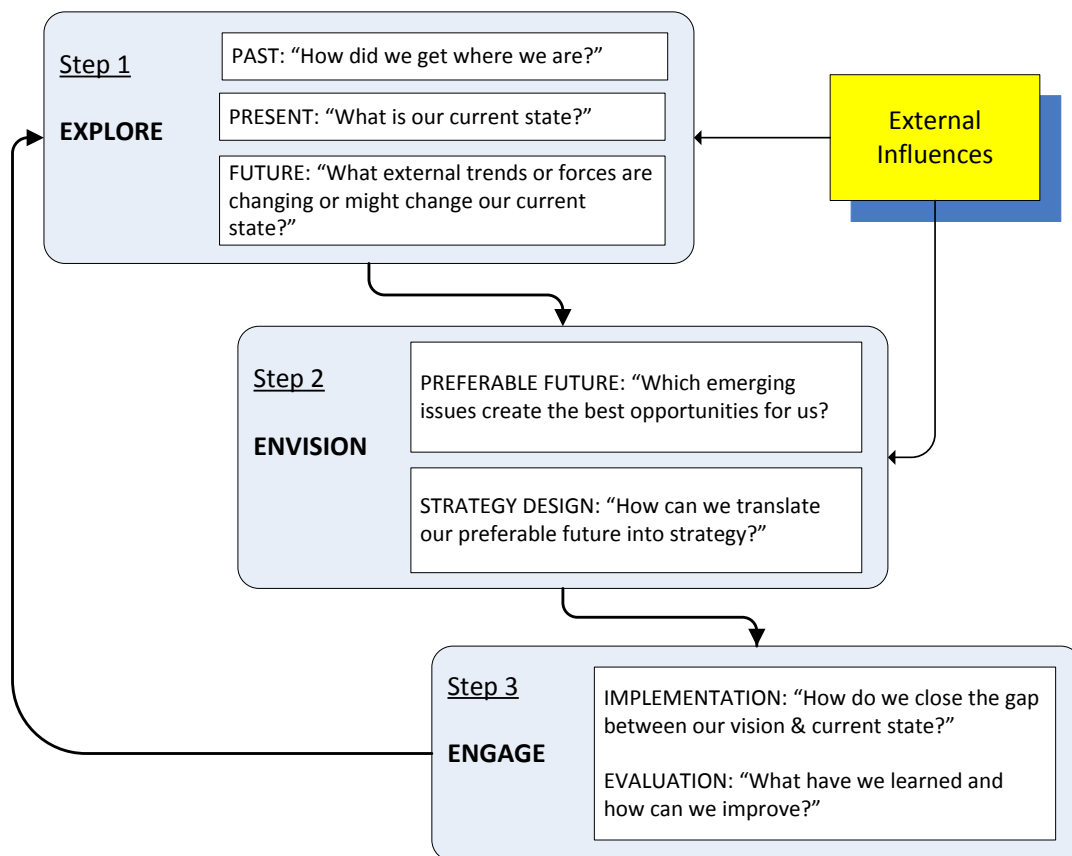 Step 1
EXPLORE
PAST: “How did we get where we are?”
PRESENT: “What is our current state?”
FUTURE: “What external trends or forces are
changing or might change our current
state?”
External
Influences
Step 2
ENVISION
PREFERABLE FUTURE: “Which emerging
issues create the best opportunities for us?
STRATEGY DESIGN: “How can we translate
our preferable future into strategy?”
Step 3
ENGAGE
IMPLEMENTATION: “How do we close the gap
between our vision & current state?”
EVALUATION: “What have we learned and
how can we improve?”